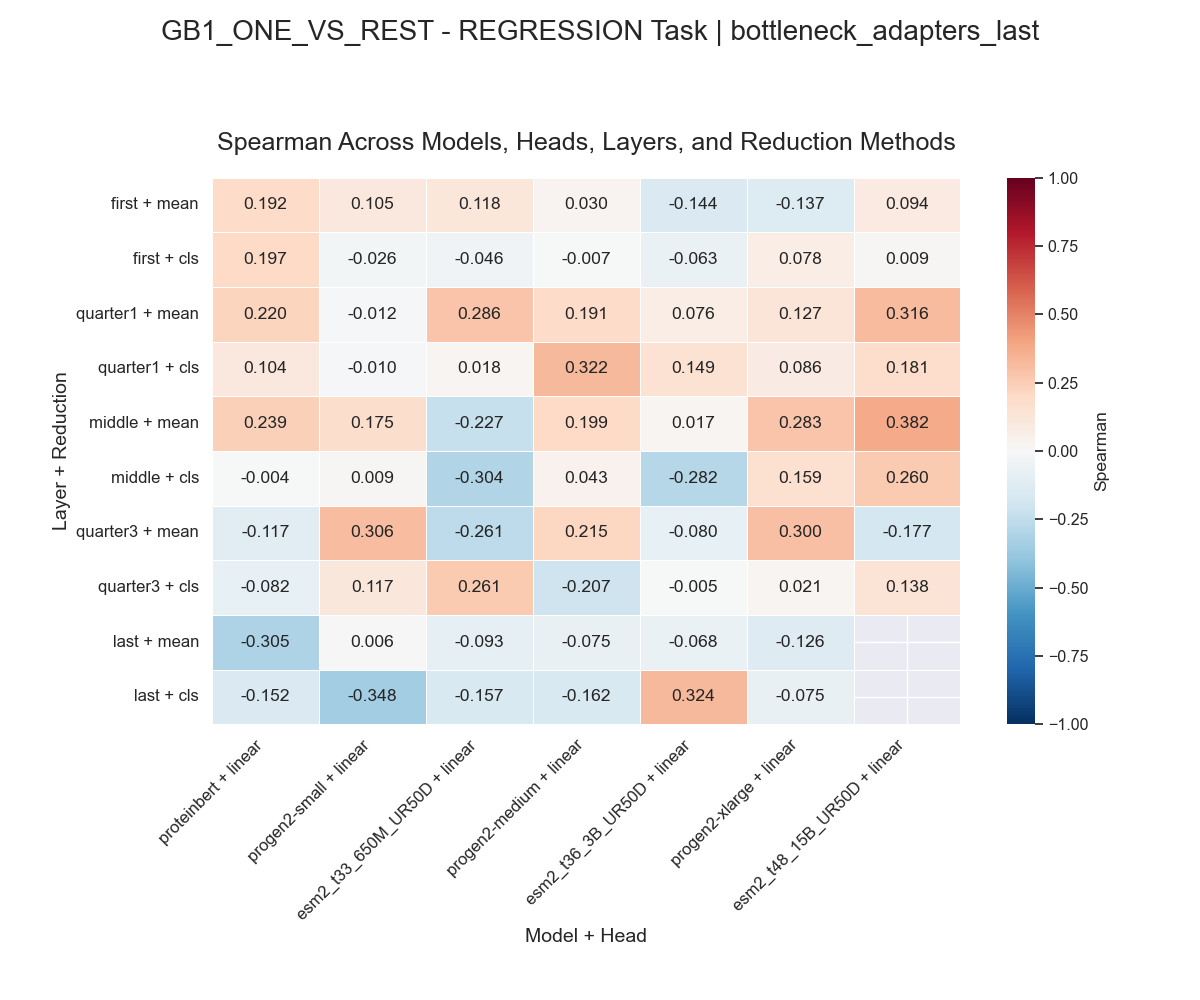 GB1_ONE_VS_REST - REGRESSION Task | bottleneck_adapters_last
Spearman Across Models, Heads, Layers, and Reduction Methods
Layer + Reduction
first + mean 0.192 0.105 0.118 0.030 -0.144 -0.137 0.094
first + cls 0.197 -0.026 -0.046 -0.007 -0.063 0.078 0.009
quarter1 + mean 0.220 -0.012 0.286 0.191 0.076 0.127 0.316
quarter1 + cls 0.104 -0.010 0.018 0.322 0.149 0.086 0.181
middle + mean 0.239 0.175 -0.227 0.199 0.017 0.283 0.382
middle + cls -0.004 0.009 -0.304 0.043 -0.282 0.159 0.260
quarter3 + mean -0.117 0.306 -0.261 0.215 -0.080 0.300 -0.177
quarter3 + cls -0.082 0.117 0.261 -0.207 -0.005 0.021 0.138
last + mean -0.305 0.006 -0.093 -0.075 -0.068 -0.126
last + cls -0.152 -0.348 -0.157 -0.162 0.324 -0.075
proteinbert + linear
progen2-small + linear
esm2_t33_650M_UR50D + linear
progen2-medium + linear
esm2_t36_3B_UR50D + linear
progen2-xlarge + linear
esm2_t48_15B_UR50D + linear
Model + Head
1.00
0.75
0.50
0.25
0.00
−0.25
−0.50
−0.75
−1.00
Spearman